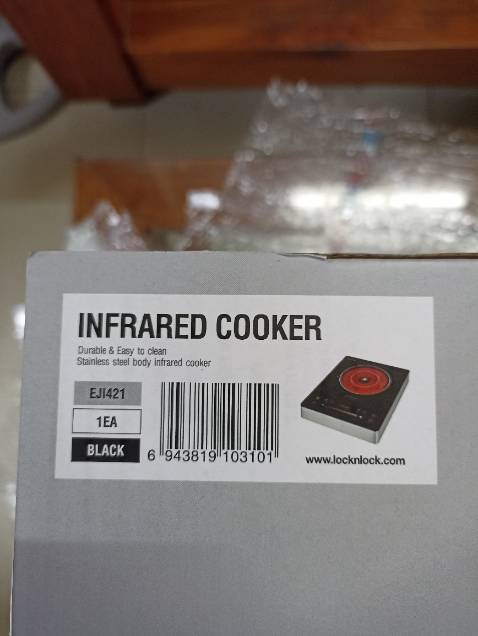 INFRARED COOKER
Durable & Easy to clean
Stainless steel body infrared cooker
EJI421
1EA
BLACK
6 943819 103101
www.locknlock.com